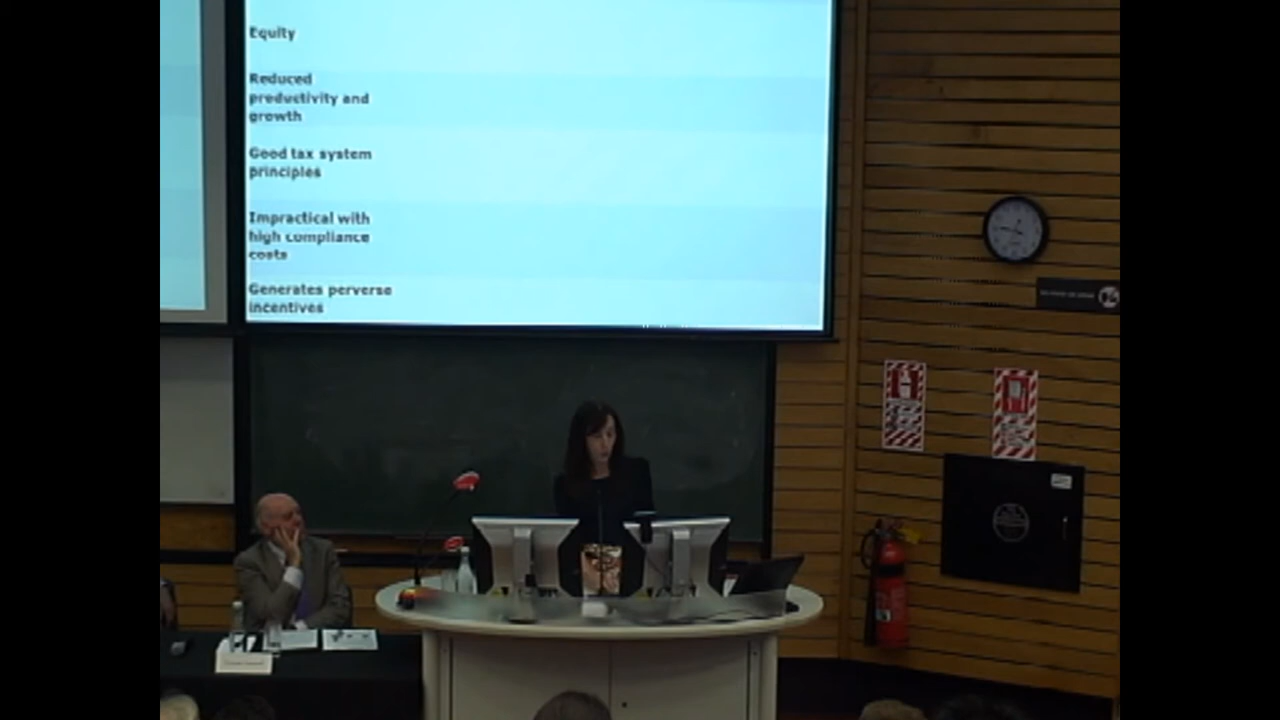 Equity
Reduced
productivity and
growth
Good tax system
principles
Impractical with
high compliance
costs
Generates perverse
incentives